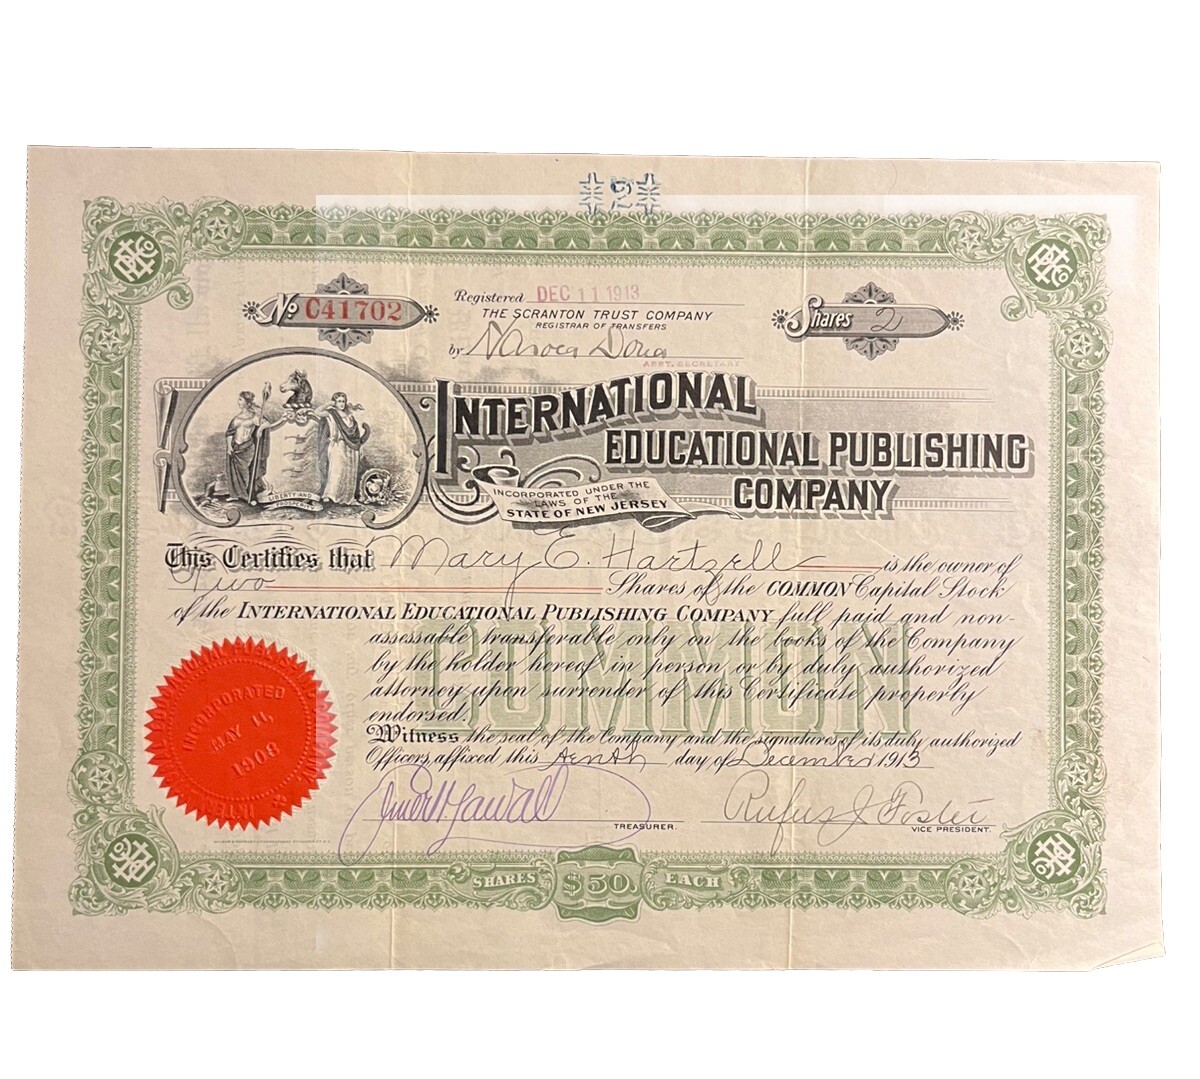 *2*
No C41702
Registered DEC 11 1913
THE SCRANTON TRUST COMPANY
REGISTRAR OF TRANSFERS
by
ASST. SECRETARY
Shares 2
INTERNATIONAL
EDUCATIONAL PUBLISHING
COMPANY
INCORPORATED UNDER THE
LAWS OF THE
STATE OF NEW JERSEY
LIBERTY AND
PROSPERITY
This Certifies that Mary E. Hartzell is the owner of
Two Shares of the COMMON Capital Stock
of the INTERNATIONAL EDUCATIONAL PUBLISHING COMPANY full paid and non-
assessable transferable only on the books of the Company
by the holder hereof in person or by duly authorized
attorney upon surrender of this Certificate properly
endorsed.
COMMON
Witness the seal of the Company and the signatures of its duly authorized
Officers, affixed this tenth day of December 1913
INCORPORATED
MAY 11,
1908
TREASURER.
Rufus J. Foster
VICE PRESIDENT.
SHARES $50. EACH